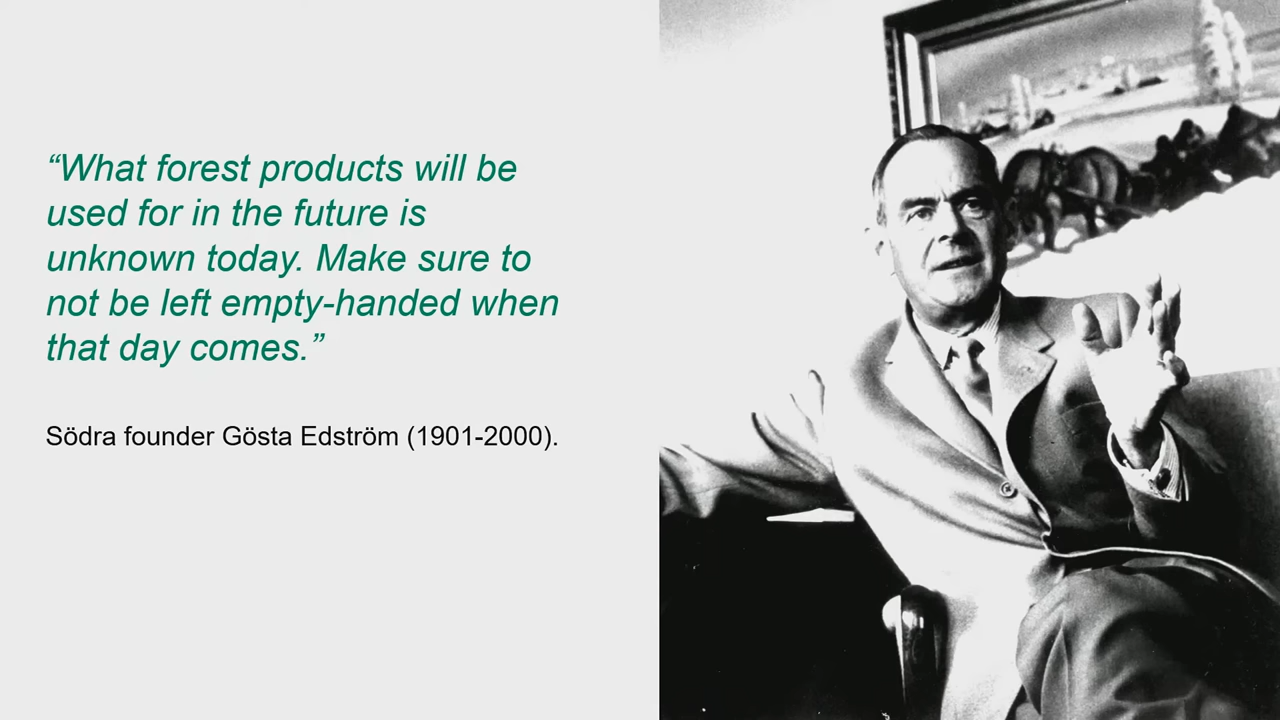 “What forest products will be
used for in the future is
unknown today. Make sure to
not be left empty-handed when
that day comes.”
Södra founder Gösta Edström (1901-2000).